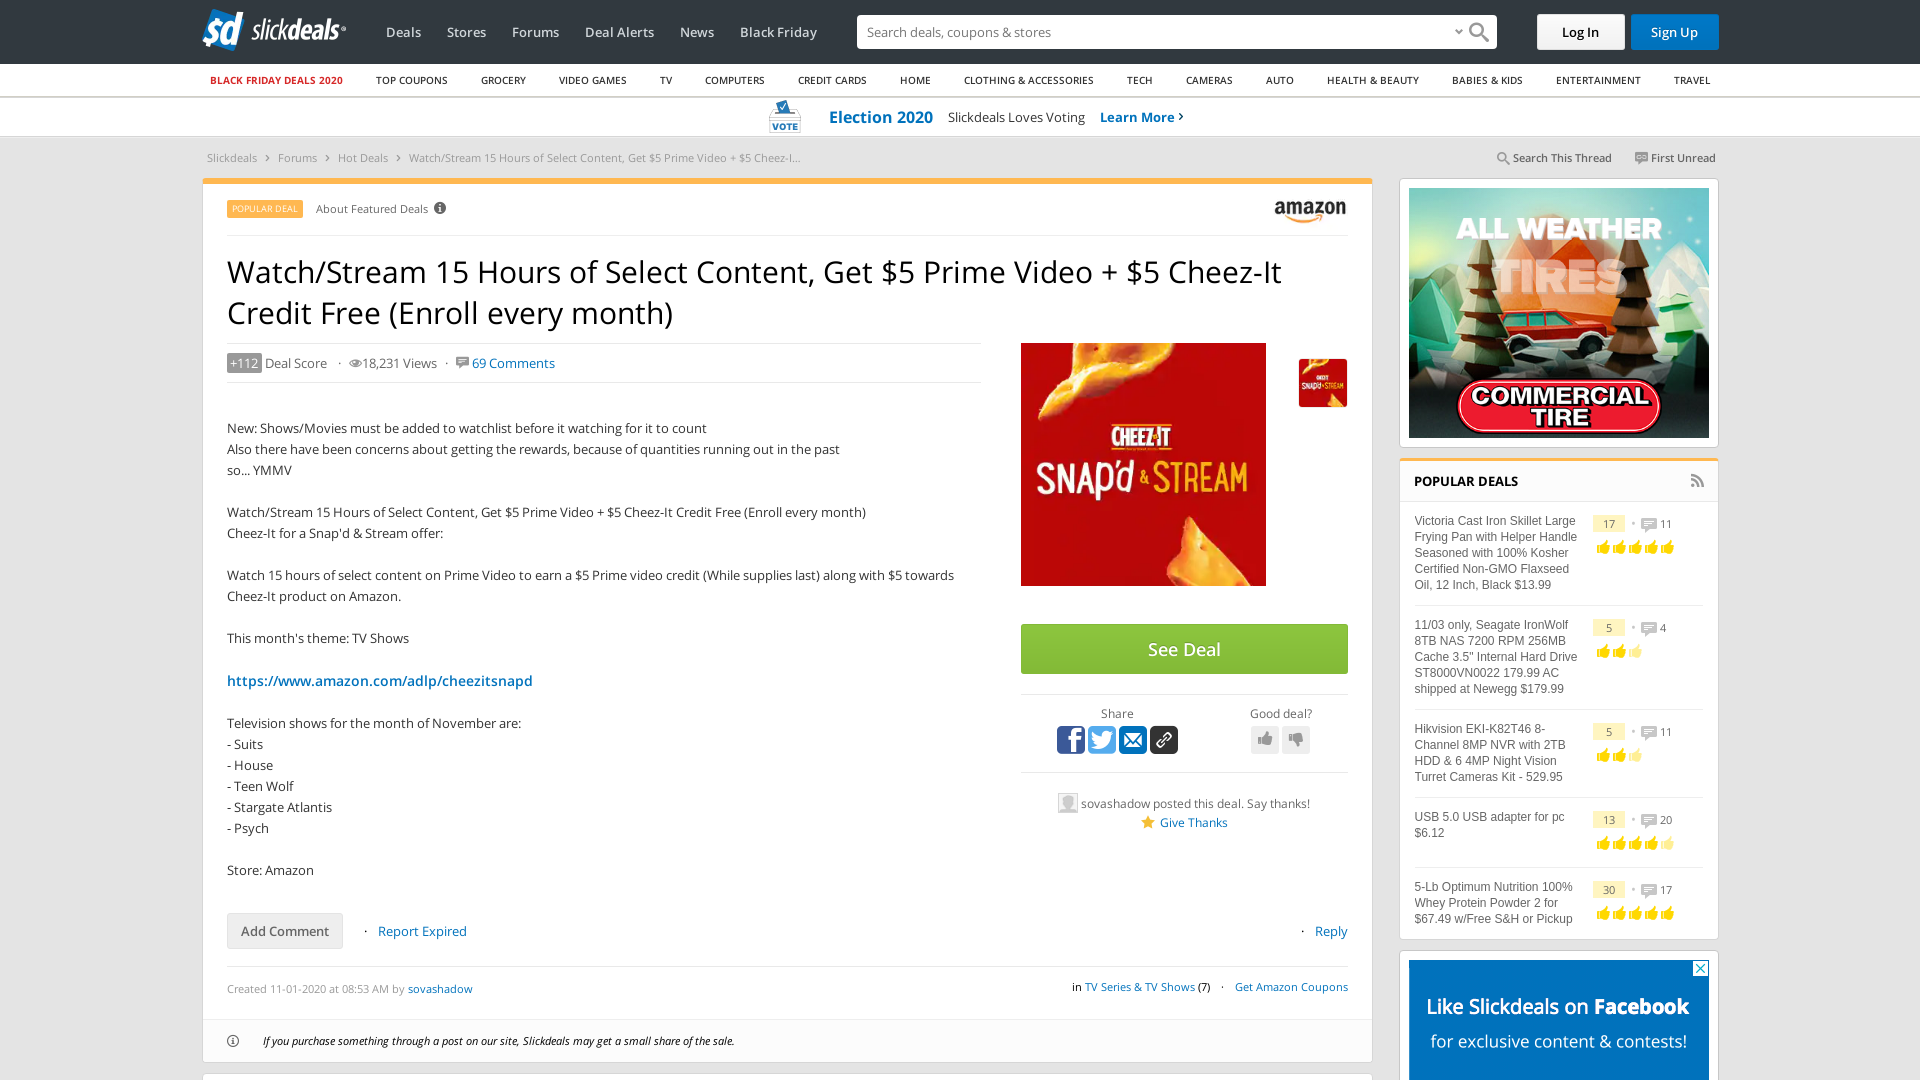 sd slickdeals
Deals
Stores
Forums
Deal Alerts
News
Black Friday
Search deals, coupons & stores
Log In
Sign Up
BLACK FRIDAY DEALS 2020
TOP COUPONS
GROCERY
VIDEO GAMES
TV
COMPUTERS
CREDIT CARDS
HOME
CLOTHING & ACCESSORIES
TECH
CAMERAS
AUTO
HEALTH & BEAUTY
BABIES & KIDS
ENTERTAINMENT
TRAVEL
VOTE
Election 2020 Slickdeals Loves Voting Learn More ›
Slickdeals › Forums › Hot Deals › Watch/Stream 15 Hours of Select Content, Get $5 Prime Video + $5 Cheez-I...
Search This Thread
First Unread
POPULAR DEAL
About Featured Deals
amazon
Watch/Stream 15 Hours of Select Content, Get $5 Prime Video + $5 Cheez-It
Credit Free (Enroll every month)
+112 Deal Score · 18,231 Views · 69 Comments
New: Shows/Movies must be added to watchlist before it watching for it to count
Also there have been concerns about getting the rewards, because of quantities running out in the past
so... YMMV
Watch/Stream 15 Hours of Select Content, Get $5 Prime Video + $5 Cheez-It Credit Free (Enroll every month)
Cheez-It for a Snap'd & Stream offer:
Watch 15 hours of select content on Prime Video to earn a $5 Prime video credit (While supplies last) along with $5 towards
Cheez-It product on Amazon.
This month's theme: TV Shows
https://www.amazon.com/adlp/cheezitsnapd
Television shows for the month of November are:
- Suits
- House
- Teen Wolf
- Stargate Atlantis
- Psych
Store: Amazon
Add Comment
· Report Expired
· Reply
Created 11-01-2020 at 08:53 AM by sovashadow
in TV Series & TV Shows (7) · Get Amazon Coupons
If you purchase something through a post on our site, Slickdeals may get a small share of the sale.
CHEEZ-IT
SNAP'D & STREAM
CHEEZ-IT
SNAP'D & STREAM
See Deal
Share
Good deal?
sovashadow posted this deal. Say thanks!
Give Thanks
ALL WEATHER
TIRES
COMMERCIAL
TIRE
POPULAR DEALS
Victoria Cast Iron Skillet Large
Frying Pan with Helper Handle
Seasoned with 100% Kosher
Certified Non-GMO Flaxseed
Oil, 12 Inch, Black $13.99
17 • 11
11/03 only, Seagate IronWolf
8TB NAS 7200 RPM 256MB
Cache 3.5" Internal Hard Drive
ST8000VN0022 179.99 AC
shipped at Newegg $179.99
5 • 4
Hikvision EKI-K82T46 8-
Channel 8MP NVR with 2TB
HDD & 6 4MP Night Vision
Turret Cameras Kit - 529.95
5 • 11
USB 5.0 USB adapter for pc
$6.12
13 • 20
5-Lb Optimum Nutrition 100%
Whey Protein Powder 2 for
$67.49 w/Free S&H or Pickup
30 • 17
Like Slickdeals on Facebook
for exclusive content & contests!